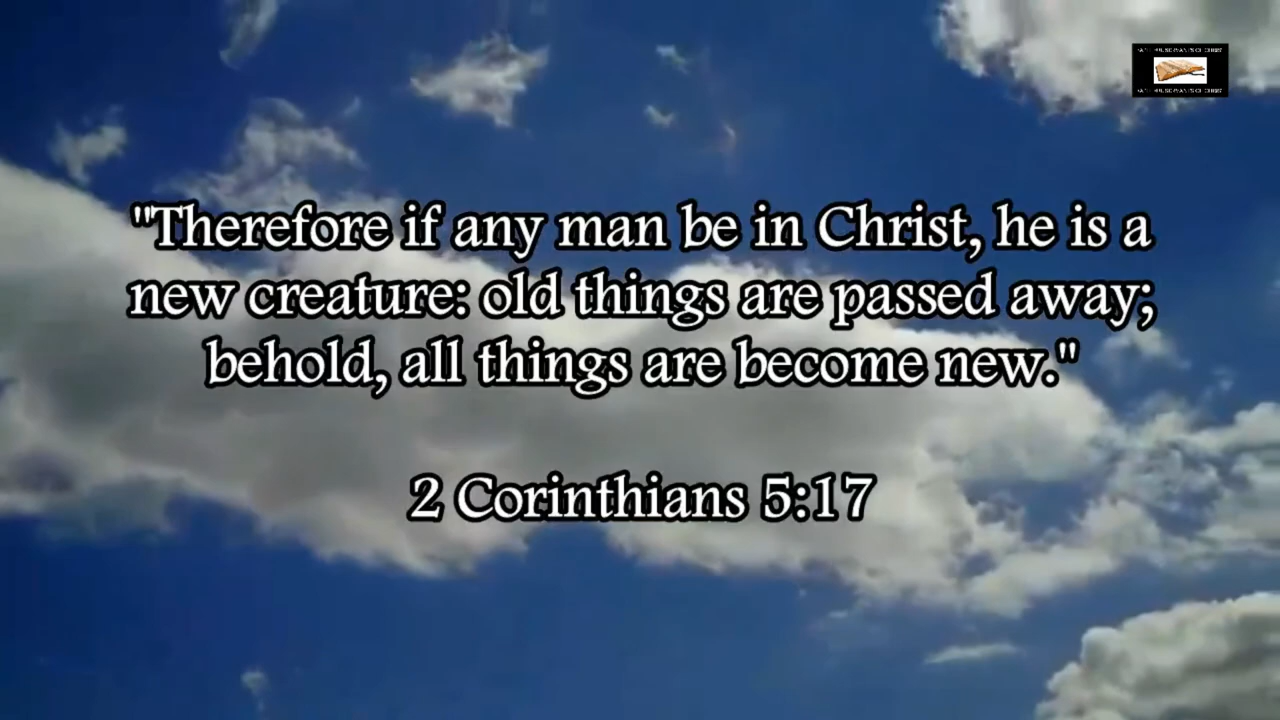 "Therefore if any man be in Christ, he is a
new creature: old things are passed away;
behold, all things are become new."
2 Corinthians 5:17